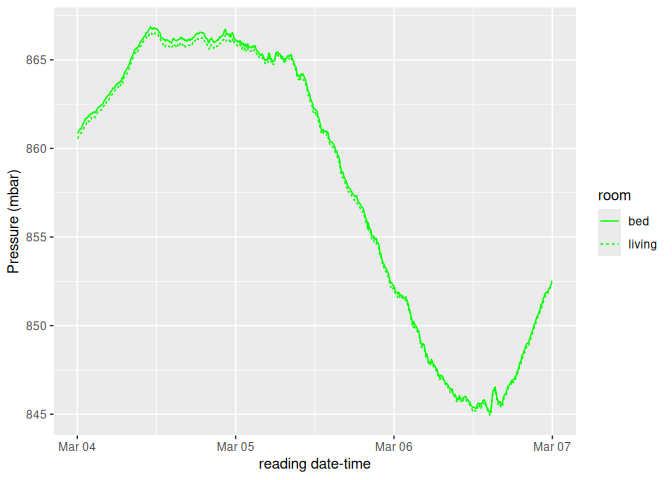 865
860
855
850
845
Pressure (mbar)
Mar 04
Mar 05
Mar 06
Mar 07
reading date-time
room
bed
living